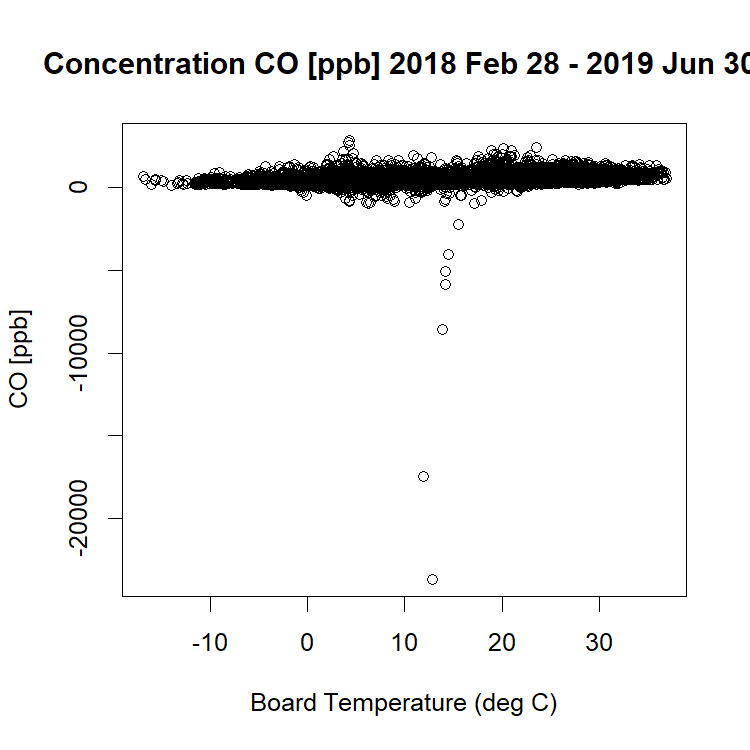 Concentration CO [ppb] 2018 Feb 28 - 2019 Jun 30
CO [ppb]
0
-10000
-20000
-10 0 10 20 30
Board Temperature (deg C)